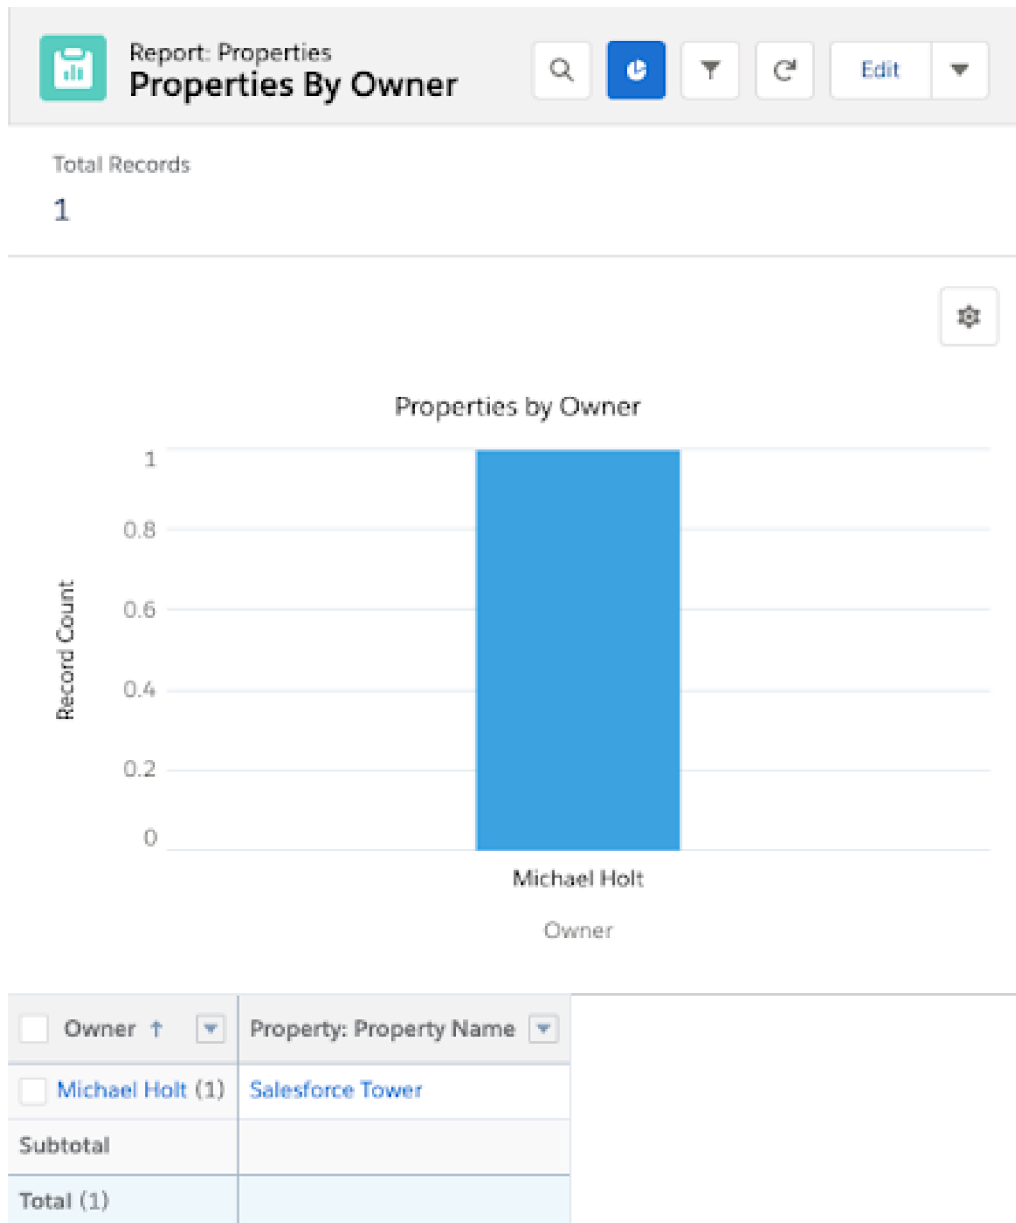 Report: Properties
Properties By Owner
Edit
Total Records
1
Properties by Owner
1
0.8
0.6
0.4
0.2
0
Record Count
Michael Holt
Owner
Owner ↑ Property: Property Name
Michael Holt (1) Salesforce Tower
Subtotal
Total (1)